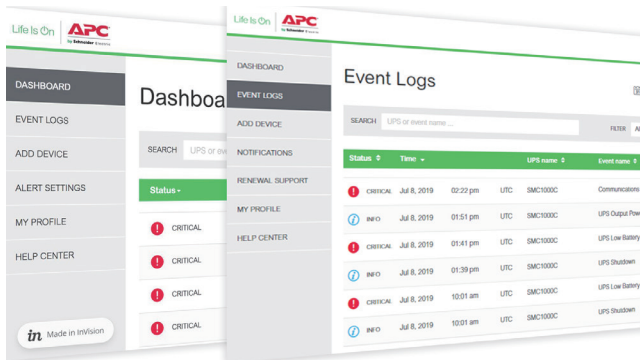 Life Is On APC
by Schneider Electric
DASHBOARD
EVENT LOGS
ADD DEVICE
ALERT SETTINGS
MY PROFILE
HELP CENTER
in Made in InVision
Dashboa
SEARCH UPS or eve
Status
CRITICAL
CRITICAL
CRITICAL
CRITICAL
Life Is On APC
by Schneider Electric
DASHBOARD
EVENT LOGS
ADD DEVICE
NOTIFICATIONS
RENEWAL SUPPORT
MY PROFILE
HELP CENTER
Event Logs
SEARCH UPS or event name ...
FILTER
Status Time UPS name Event name
CRITICAL Jul 8, 2019 02:22 pm UTC SMC1000C Communications
INFO Jul 8, 2019 01:51 pm UTC SMC1000C UPS Output Pow
CRITICAL Jul 8, 2019 01:41 pm UTC SMC1000C UPS Low Battery
INFO Jul 8, 2019 01:39 pm UTC SMC1000C UPS Shutdown
CRITICAL Jul 8, 2019 10:01 am UTC SMC1000C UPS Low Battery
INFO Jul 8, 2019 10:01 am UTC SMC1000C UPS Shutdown